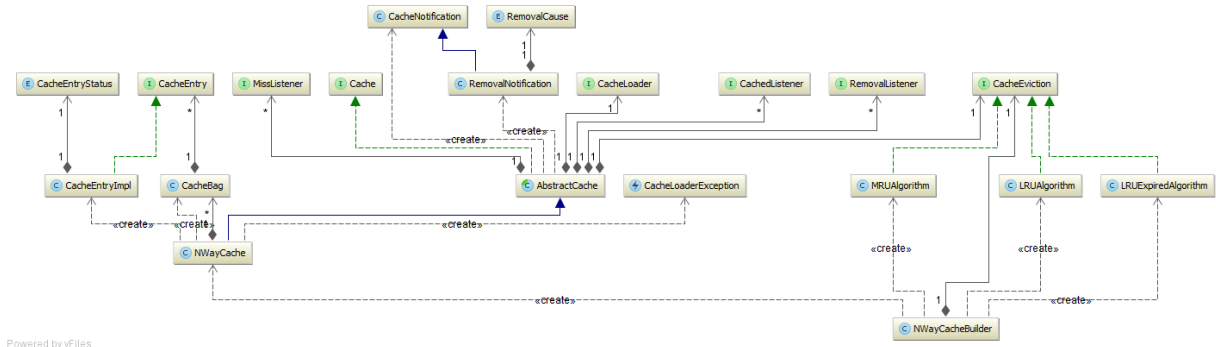 CacheNotification
RemovalCause
1
1
CacheEntryStatus
CacheEntry
MissListener
Cache
RemovalNotification
CacheLoader
CachedListener
RemovalListener
CacheEviction
1
*
*
1
*
*
1
1
«create»
«create»
1
1
1
1
1
1
1
CacheEntryImpl
CacheBag
AbstractCache
CacheLoaderException
MRUAlgorithm
LRUAlgorithm
LRUExpiredAlgorithm
*
«create»
«create»
1
«create»
NWayCache
«create»
«create»
«create»
1
«create»
«create»
NWayCacheBuilder
Powered by yFiles